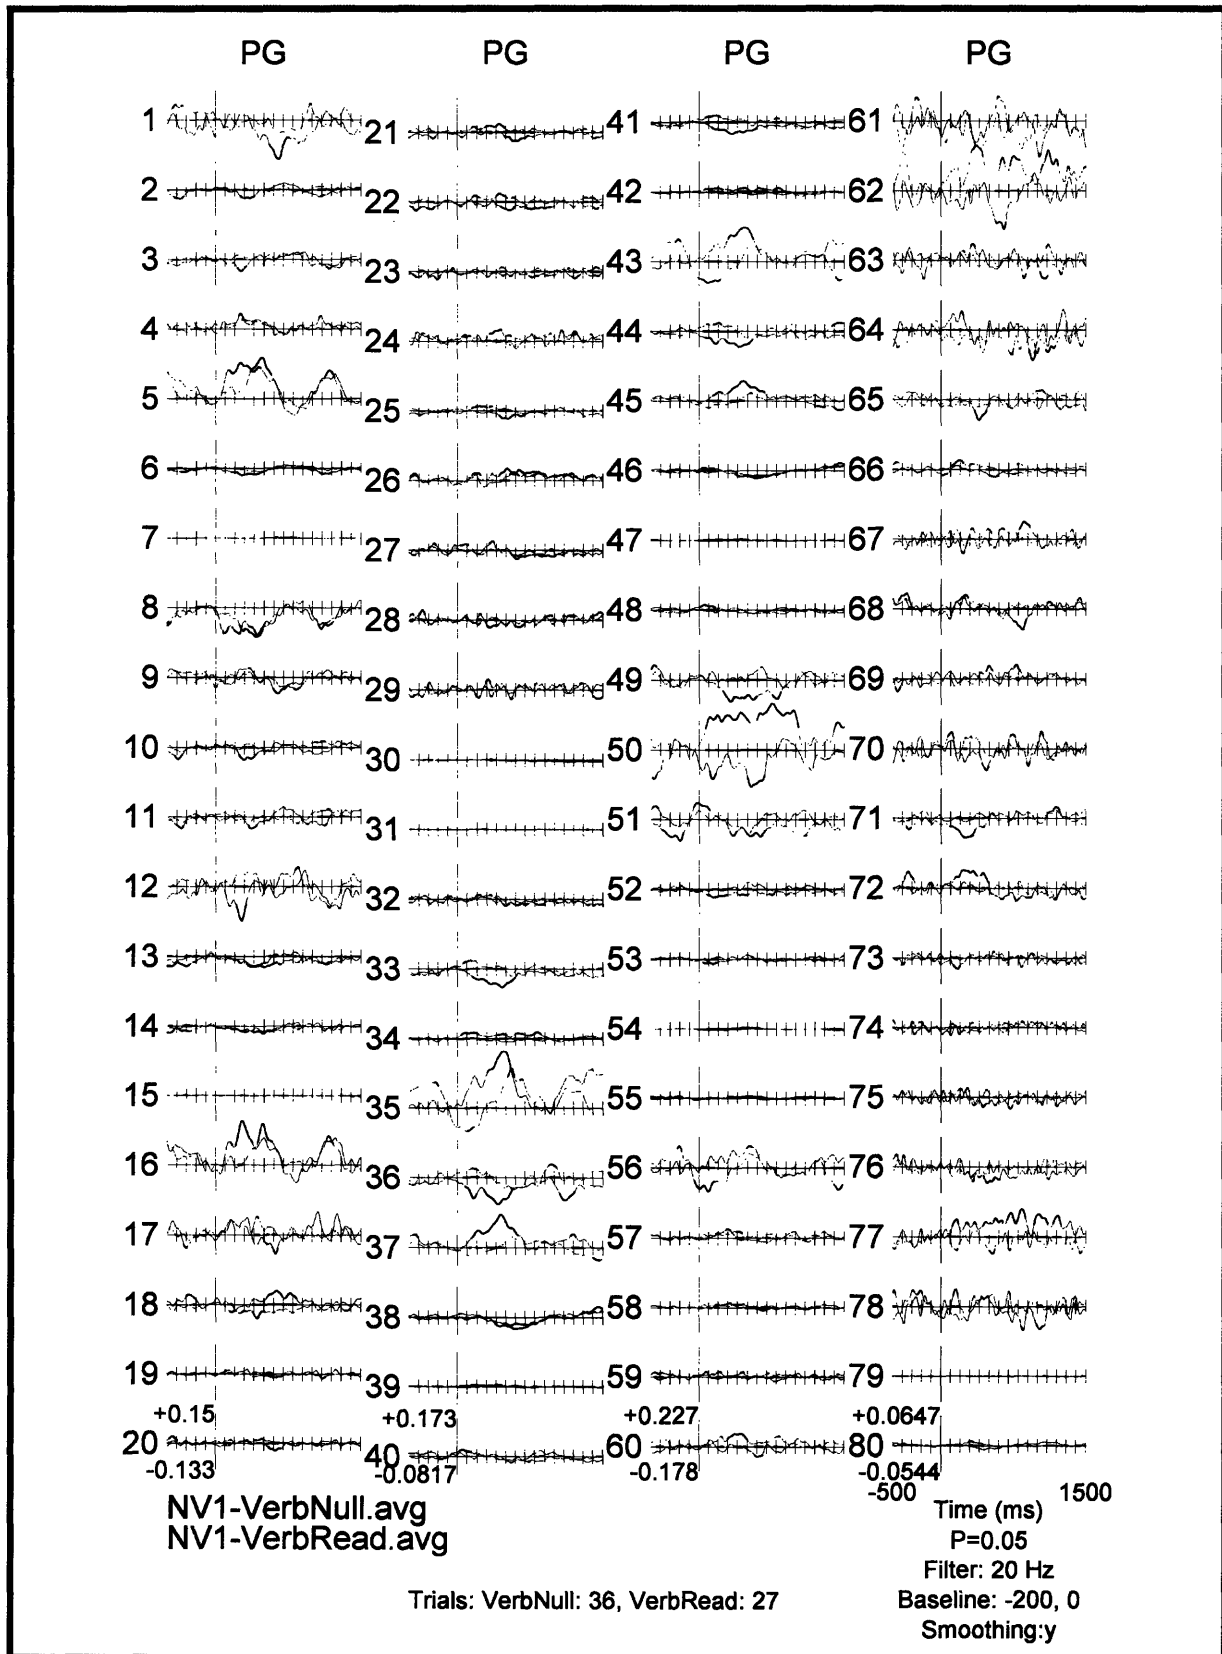 PG PG PG PG
1 21 41 61
2 22 42 62
3 23 43 63
4 24 44 64
5 25 45 65
6 26 46 66
7 27 47 67
8 28 48 68
9 29 49 69
10 30 50 70
11 31 51 71
12 32 52 72
13 33 53 73
14 34 54 74
15 35 55 75
16 36 56 76
17 37 57 77
18 38 58 78
19 39 59 79
+0.15 +0.173 +0.227 +0.0647
20 40 60 80
-0.133 -0.0817 -0.178 -0.0544
-500 1500
NV1-VerbNull.avg
NV1-VerbRead.avg
Time (ms)
P=0.05
Filter: 20 Hz
Trials: VerbNull: 36, VerbRead: 27
Baseline: -200, 0
Smoothing:y